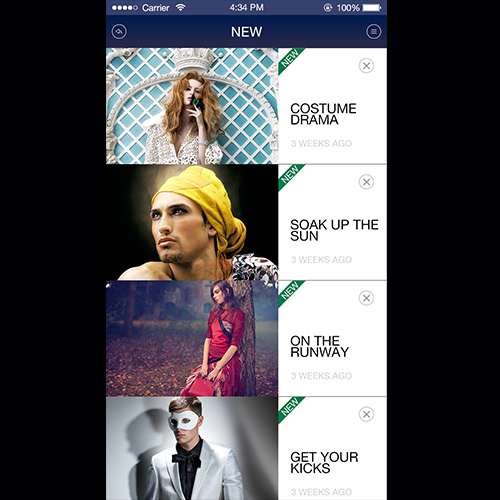 Carrier 4:34 PM 100%
NEW
NEW
COSTUME
DRAMA
3 WEEKS AGO
NEW
SOAK UP THE
SUN
3 WEEKS AGO
NEW
ON THE
RUNWAY
3 WEEKS AGO
NEW
GET YOUR
KICKS
3 WEEKS AGO